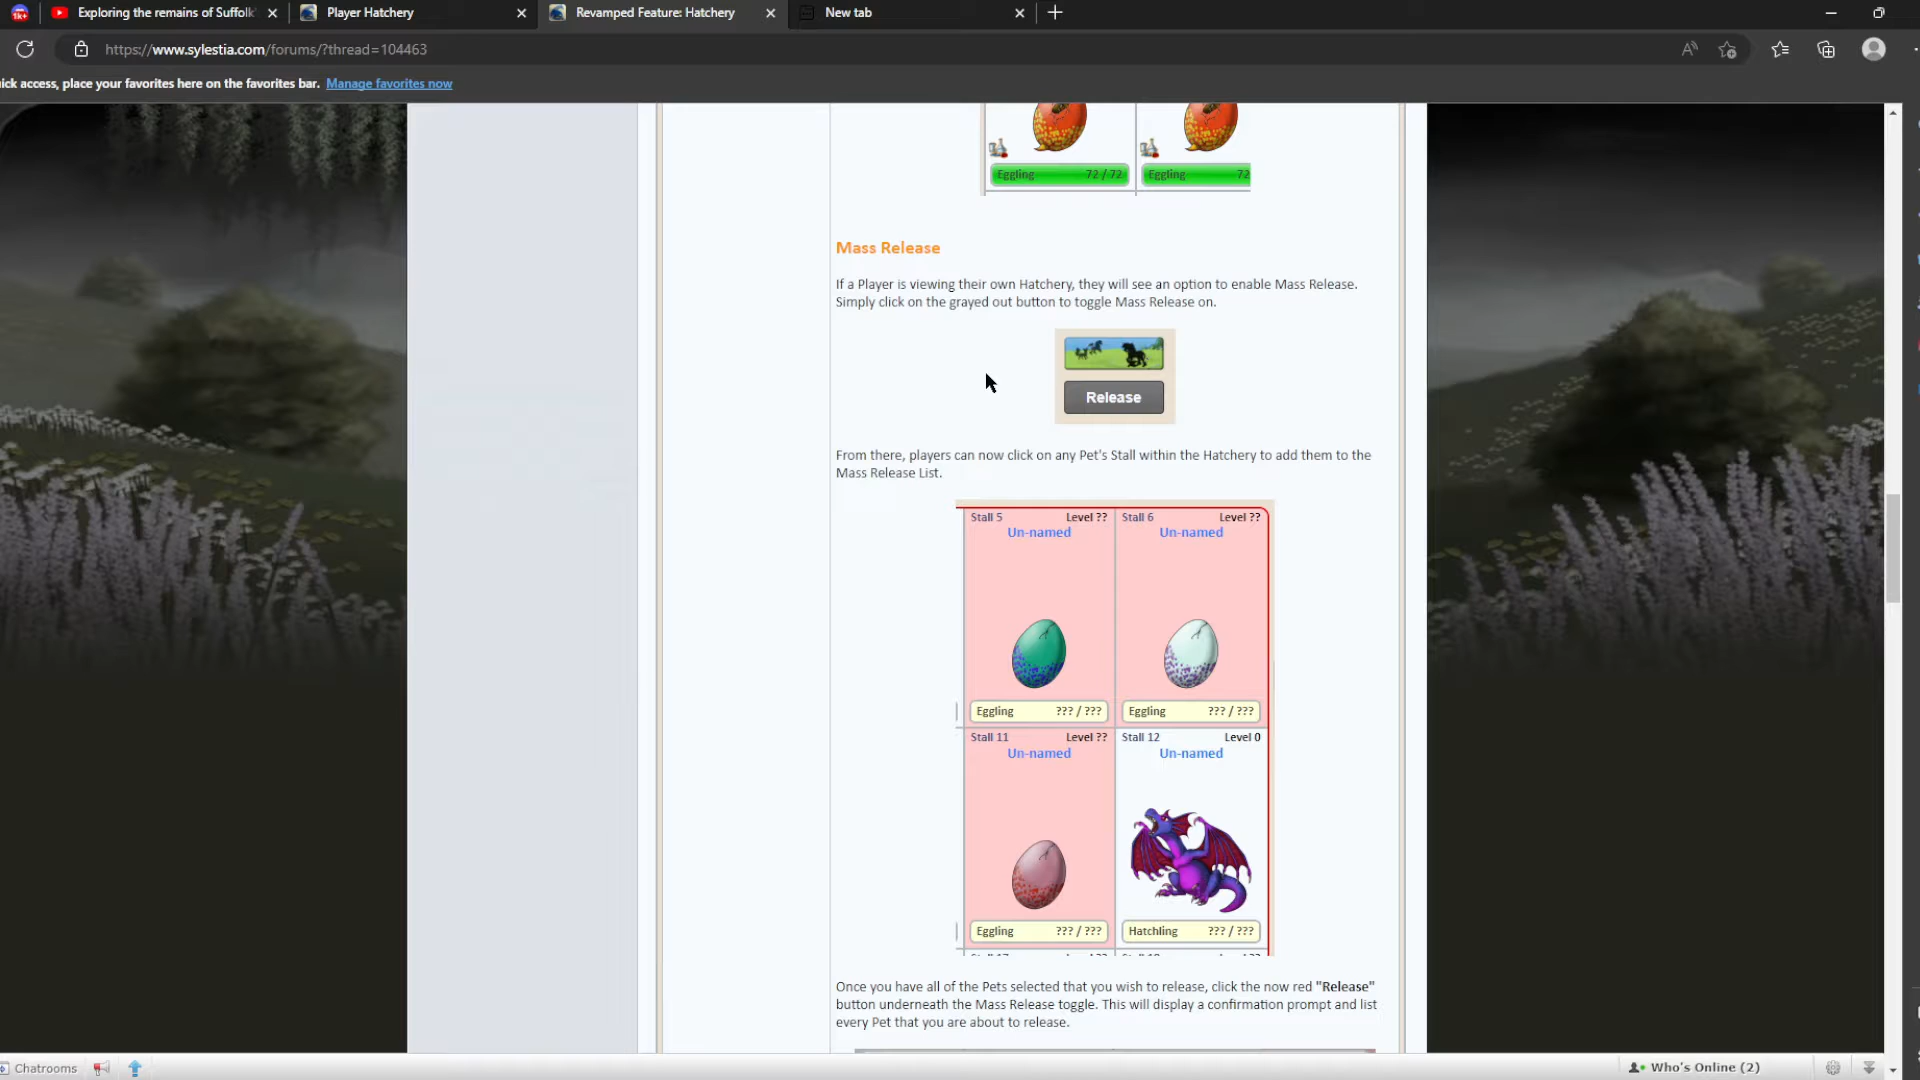 1k+
Exploring the remains of Suffolk
Player Hatchery
Revamped Feature: Hatchery
New tab
https://www.sylestia.com/forums/?thread=104463
ick access, place your favorites here on the favorites bar. Manage favorites now
Eggling 72 / 72
Eggling 72
Mass Release
If a Player is viewing their own Hatchery, they will see an option to enable Mass Release.
Simply click on the grayed out button to toggle Mass Release on.
Release
From there, players can now click on any Pet's Stall within the Hatchery to add them to the
Mass Release List.
Stall 5 Level ??
Un-named
Stall 6 Level ??
Un-named
Eggling ??? / ???
Eggling ??? / ???
Stall 11 Level ??
Un-named
Stall 12 Level 0
Un-named
Eggling ??? / ???
Hatchling ??? / ???
Once you have all of the Pets selected that you wish to release, click the now red "Release"
button underneath the Mass Release toggle. This will display a confirmation prompt and list
every Pet that you are about to release.
Chatrooms
Who's Online (2)